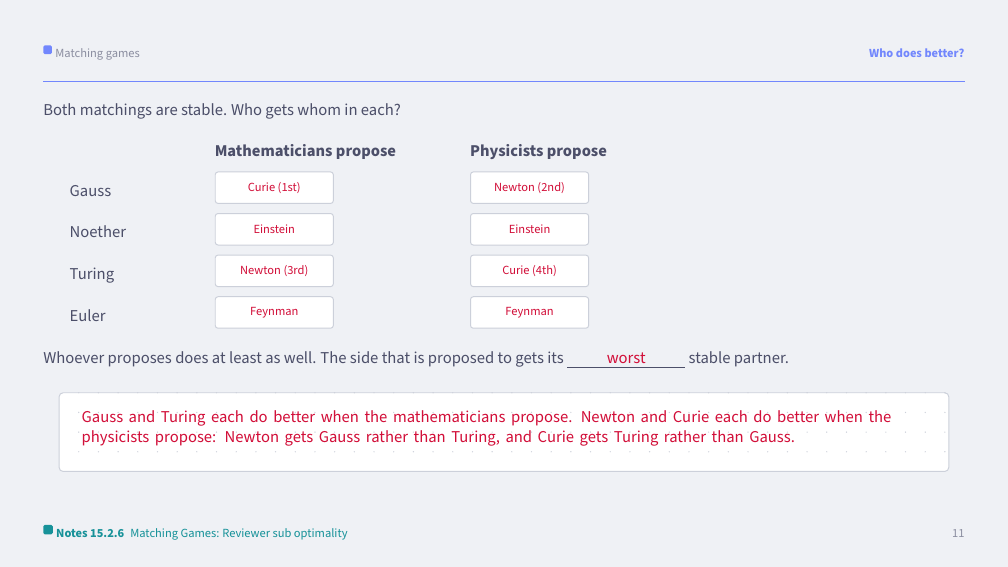 Matching games
Who does better?
Both matchings are stable. Who gets whom in each?
Mathematicians propose Physicists propose
Gauss Curie (1st) Newton (2nd)
Noether Einstein Einstein
Turing Newton (3rd) Curie (4th)
Euler Feynman Feynman
Whoever proposes does at least as well. The side that is proposed to gets its worst stable partner.
Gauss and Turing each do better when the mathematicians propose. Newton and Curie each do better when the
physicists propose: Newton gets Gauss rather than Turing, and Curie gets Turing rather than Gauss.
Notes 15.2.6 Matching Games: Reviewer sub optimality
11